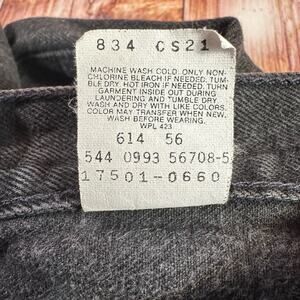 834 CS21
MACHINE WASH COLD. ONLY NON-
CHLORINE BLEACH IF NEEDED. TUM-
BLE DRY. HOT IRON IF NEEDED. TURN
GARMENT INSIDE OUT DURING
LAUNDERING AND TUMBLE DRY.
WASH AND DRY WITH LIKE COLORS.
COLOR MAY TRANSFER WHEN NEW.
WASH BEFORE WEARING.
WPL 423
614 56
544 0993 56708-5
17501-0660